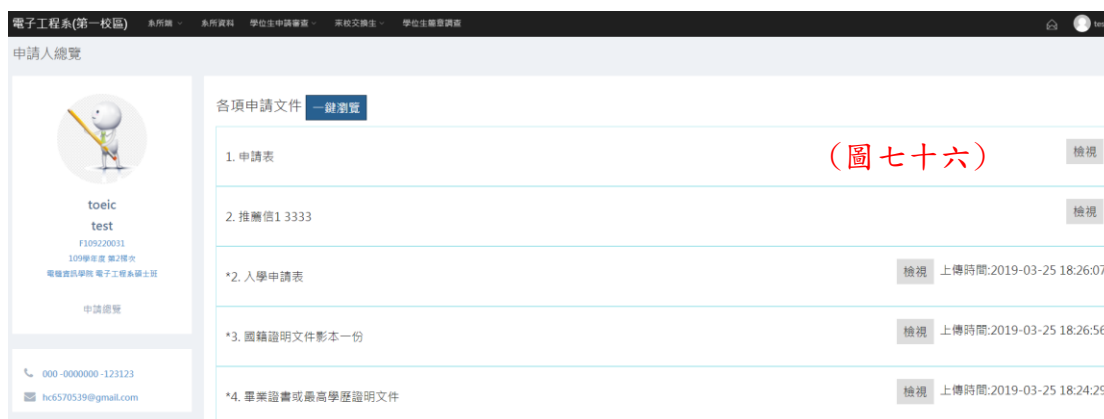 電子工程系(第一校區) 系所端 系所資料 學位生申請審查 來校交換生 學位生願意調查
申請人總覽
各項申請文件 一鍵瀏覽
1. 申請表 (圖七十六) 檢視
2. 推薦信1 3333 檢視
*2. 入學申請表 檢視 上傳時間:2019-03-25 18:26:07
*3. 國籍證明文件影本一份 檢視 上傳時間:2019-03-25 18:26:56
*4. 畢業證書或最高學歷證明文件 檢視 上傳時間:2019-03-25 18:24:29
toeic
test
F109220031
109學年度 第2梯次
電機資訊學院 電子工程系碩士班
申請總覽
000 -0000000 -123123
hc6570539@gmail.com